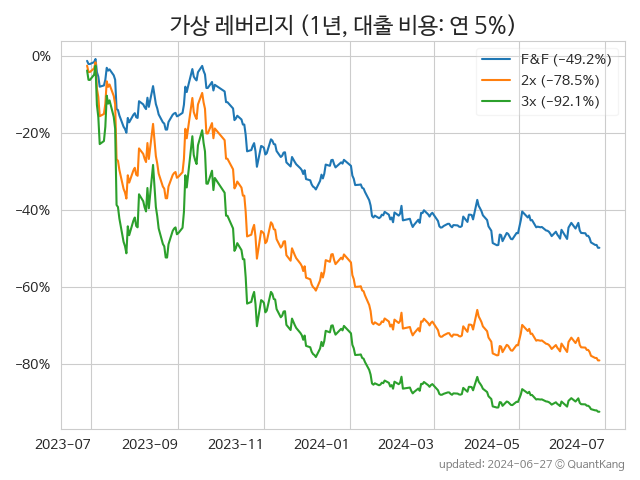 가상 레버리지 (1년, 대출 비용: 연 5%)
0%
−20%
−40%
−60%
−80%
F&F (−49.2%)
2x (−78.5%)
3x (−92.1%)
2023-07 2023-09 2023-11 2024-01 2024-03 2024-05 2024-07
updated: 2024-06-27 © QuantKang